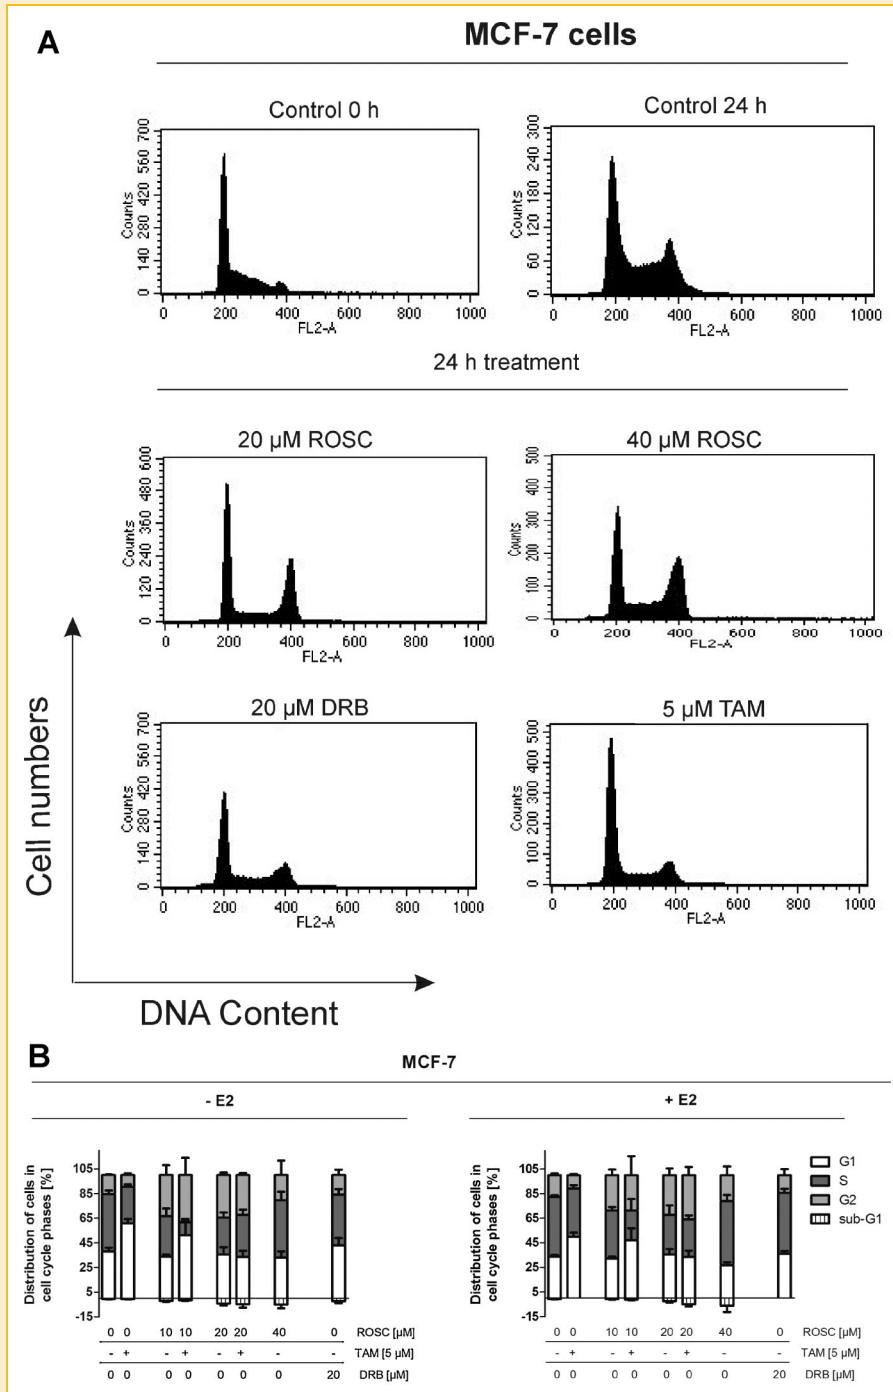 A
MCF-7 cells
Control 0 h
Control 24 h
Counts
0 140 280 420 560 700
0 200 400 600 800 1000
FL2-A
Counts
0 60 120 180 240 300
0 200 400 600 800 1000
FL2-A
24 h treatment
20 µM ROSC
40 µM ROSC
Counts
0 120 240 360 480 600
0 200 400 600 800 1000
FL2-A
Counts
0 100 200 300 400 500
0 200 400 600 800 1000
FL2-A
20 µM DRB
5 µM TAM
Counts
0 140 280 420 560 700
0 200 400 600 800 1000
FL2-A
Counts
0 100 200 300 400 500
0 200 400 600 800 1000
FL2-A
Cell numbers
DNA Content
B
MCF-7
- E2
+ E2
Distribution of cells in
cell cycle phases [%]
105
85
65
45
25
5
-15
Distribution of cells in
cell cycle phases [%]
105
85
65
45
25
5
-15
G1
S
G2
sub-G1
0 0 10 10 20 20 40 0 ROSC [µM]
- + - + - + - - TAM [5 µM]
0 0 0 0 0 0 0 20 DRB [µM]
0 0 10 10 20 20 40 0 ROSC [µM]
- + - + - + - - TAM [5 µM]
0 0 0 0 0 0 0 20 DRB [µM]